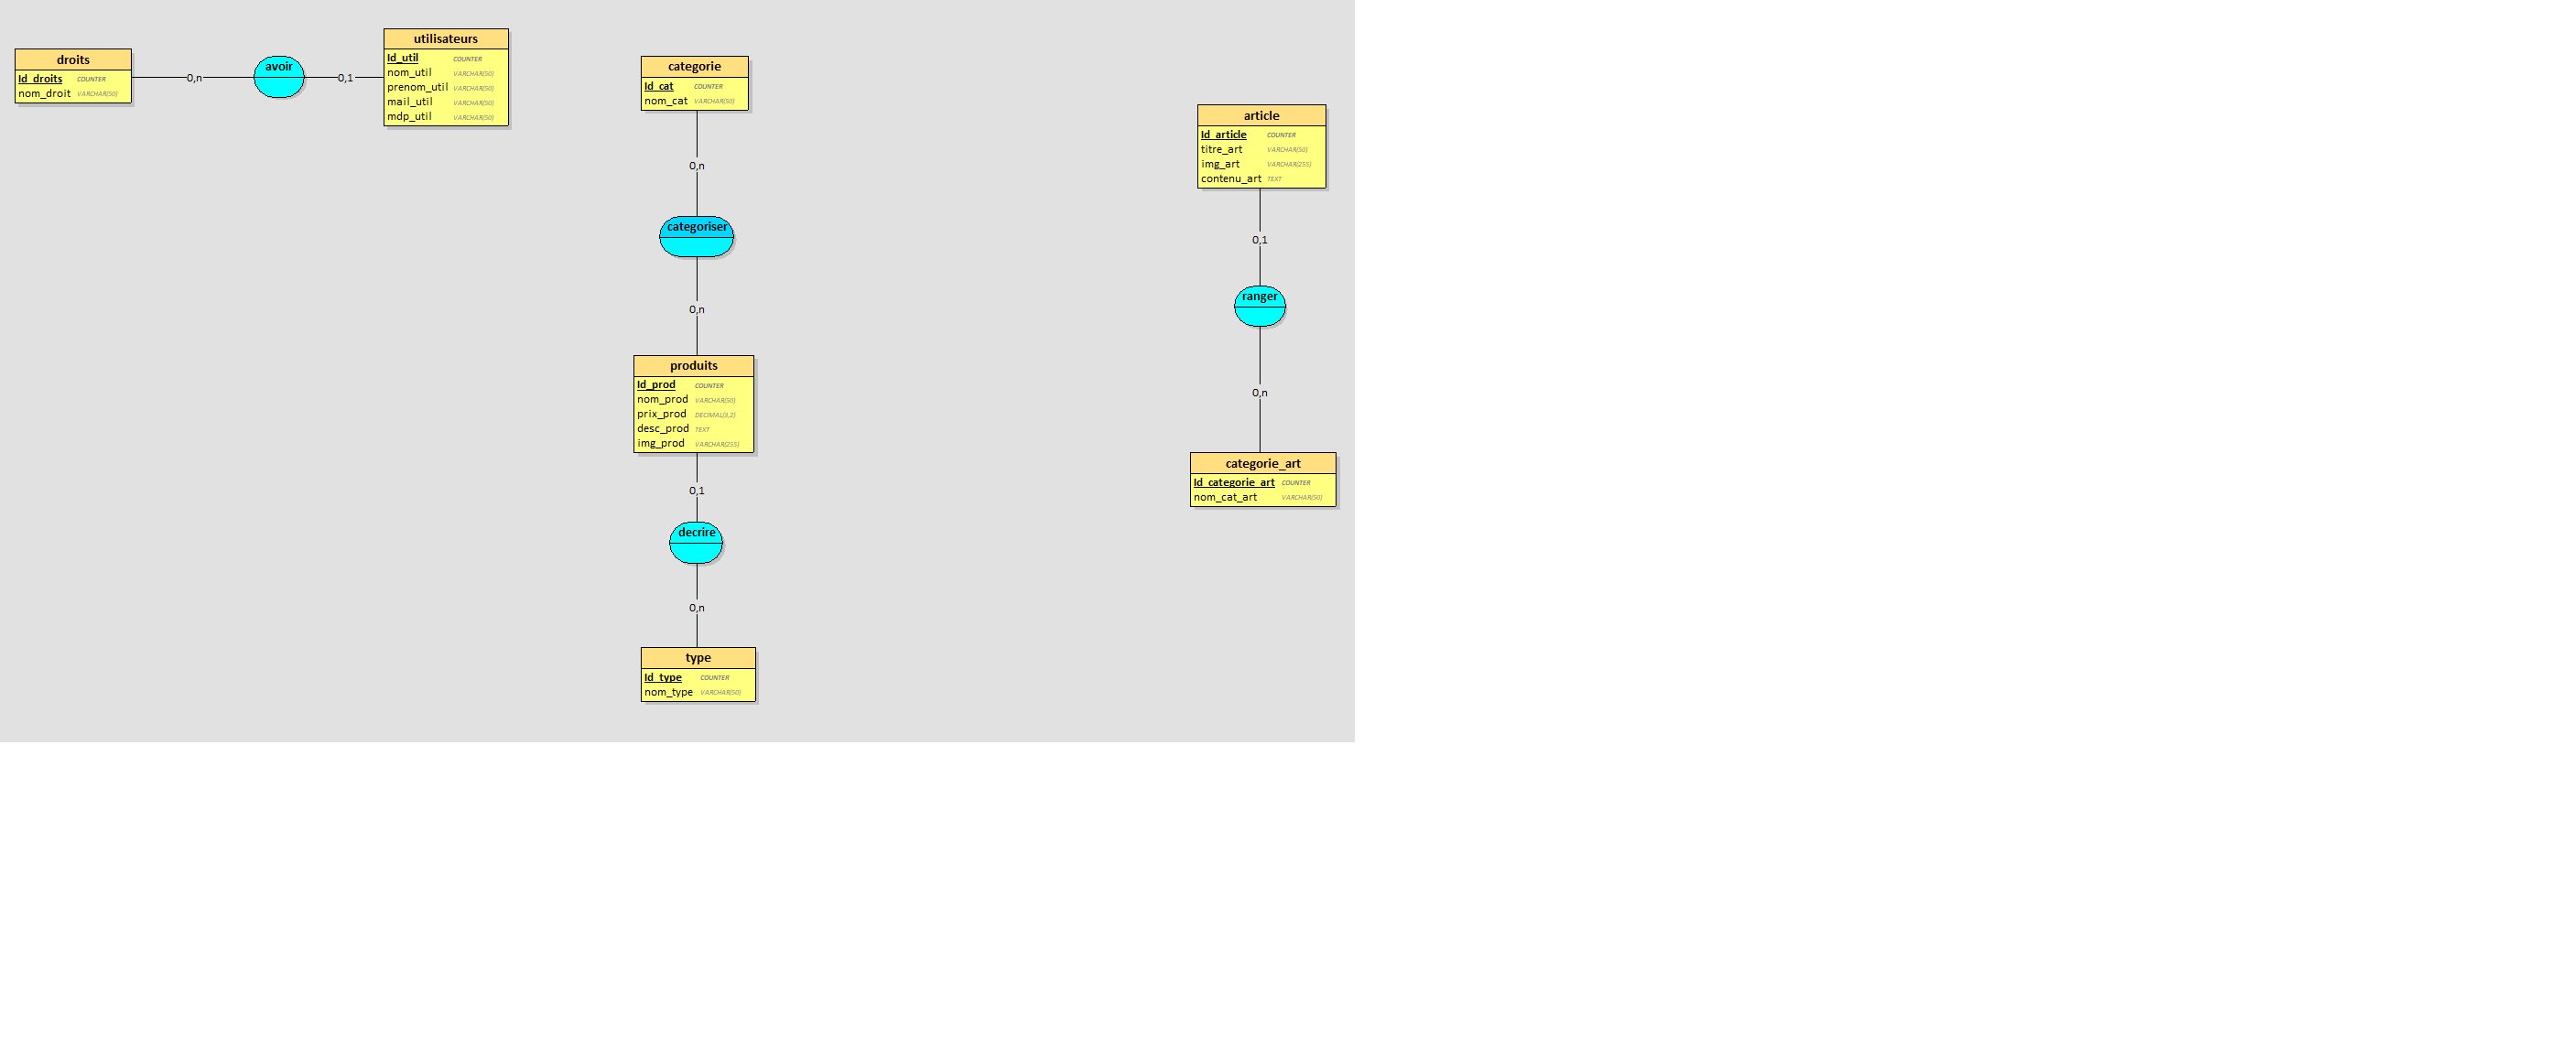 droits
Id_droits COUNTER
nom_droit VARCHAR(50)
0,n
avoir
0,1
utilisateurs
Id_util COUNTER
nom_util VARCHAR(50)
prenom_util VARCHAR(50)
mail_util VARCHAR(50)
mdp_util VARCHAR(50)
categorie
Id_cat COUNTER
nom_cat VARCHAR(50)
0,n
categoriser
0,n
produits
Id_prod COUNTER
nom_prod VARCHAR(50)
prix_prod DECIMAL(3,2)
desc_prod TEXT
img_prod VARCHAR(255)
0,1
decrire
0,n
type
Id_type COUNTER
nom_type VARCHAR(50)
article
Id_article COUNTER
titre_art VARCHAR(50)
img_art VARCHAR(255)
contenu_art TEXT
0,1
ranger
0,n
categorie_art
Id_categorie_art COUNTER
nom_cat_art VARCHAR(50)